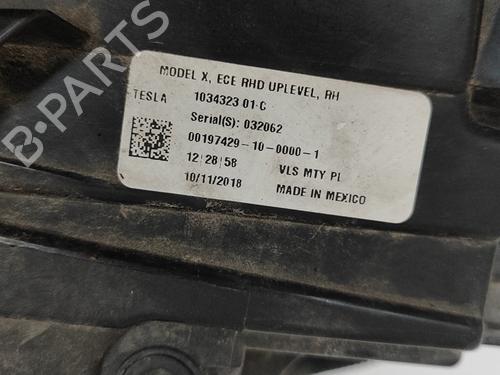 MODEL X, ECE RHD UPLEVEL, RH
TESLA 1034323 01 C
Serial(S): 032062
00197429-10-0000-1
12|28|58 VLS MTY PI
10/11/2018 MADE IN MEXICO
B-PARTS